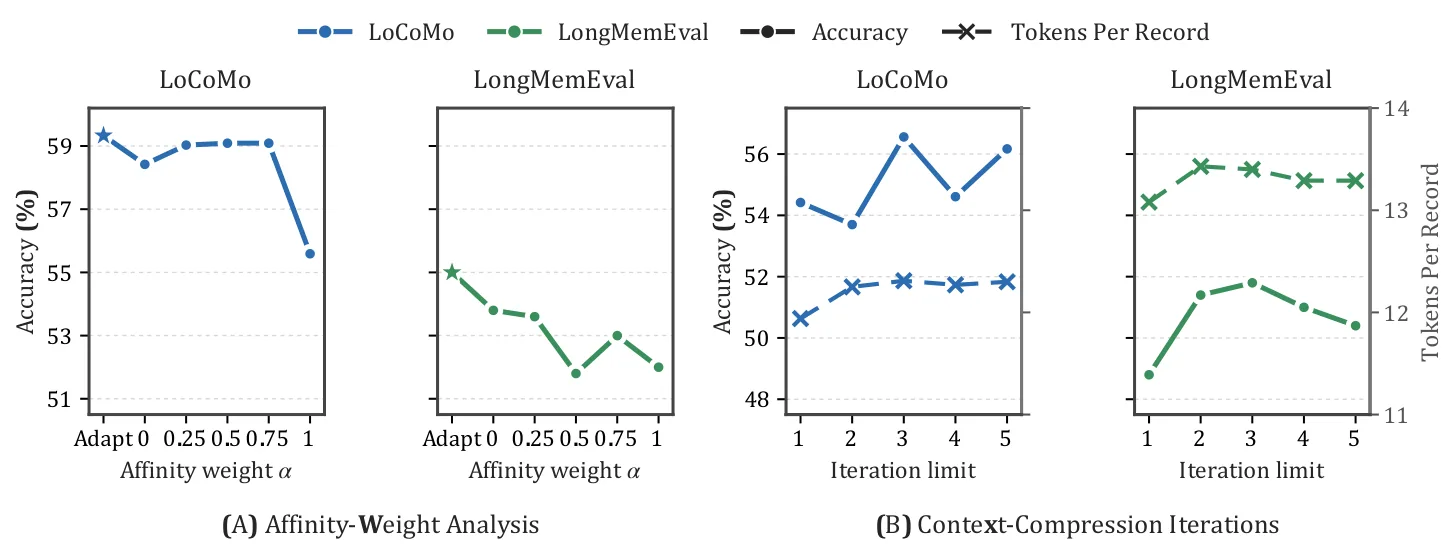 LoCoMo LongMemEval Accuracy Tokens Per Record
LoCoMo LongMemEval LoCoMo LongMemEval
Accuracy (%)
59
57
55
53
51
Adapt 0 0.25 0.5 0.75 1
Affinity weight α
Adapt 0 0.25 0.5 0.75 1
Affinity weight α
Accuracy (%)
56
54
52
50
48
1 2 3 4 5
Iteration limit
14
13
12
11
Tokens Per Record
1 2 3 4 5
Iteration limit
(A) Affinity-Weight Analysis
(B) Context-Compression Iterations